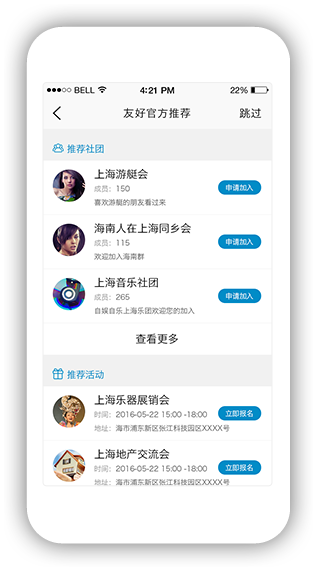 BELL 4:21 PM 22%
友好官方推荐 跳过
推荐社团
上海游艇会
成员：150
申请加入
喜欢游艇的朋友看过来
海南人在上海同乡会
成员：115
申请加入
欢迎加入海南群
上海音乐社团
成员：265
申请加入
自娱自乐上海乐团欢迎您的加入
查看更多
推荐活动
上海乐器展销会
时间：2016-05-22 15:00 -18:00
立即报名
地址：海市浦东新区张江科技园区XXXX号
上海地产交流会
时间：2016-05-22 15:00 -18:00
立即报名
地址：海市浦东新区张江科技园区XXXX号